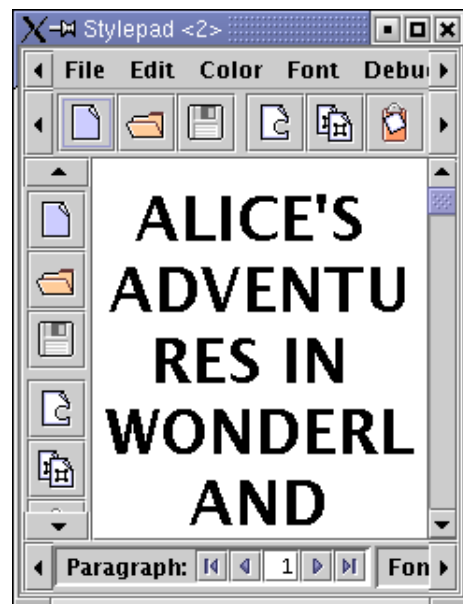 Stylepad <2>
File Edit Color Font Debu
ALICE'S
ADVENTU
RES IN
WONDERL
AND
Paragraph: 1 Fon